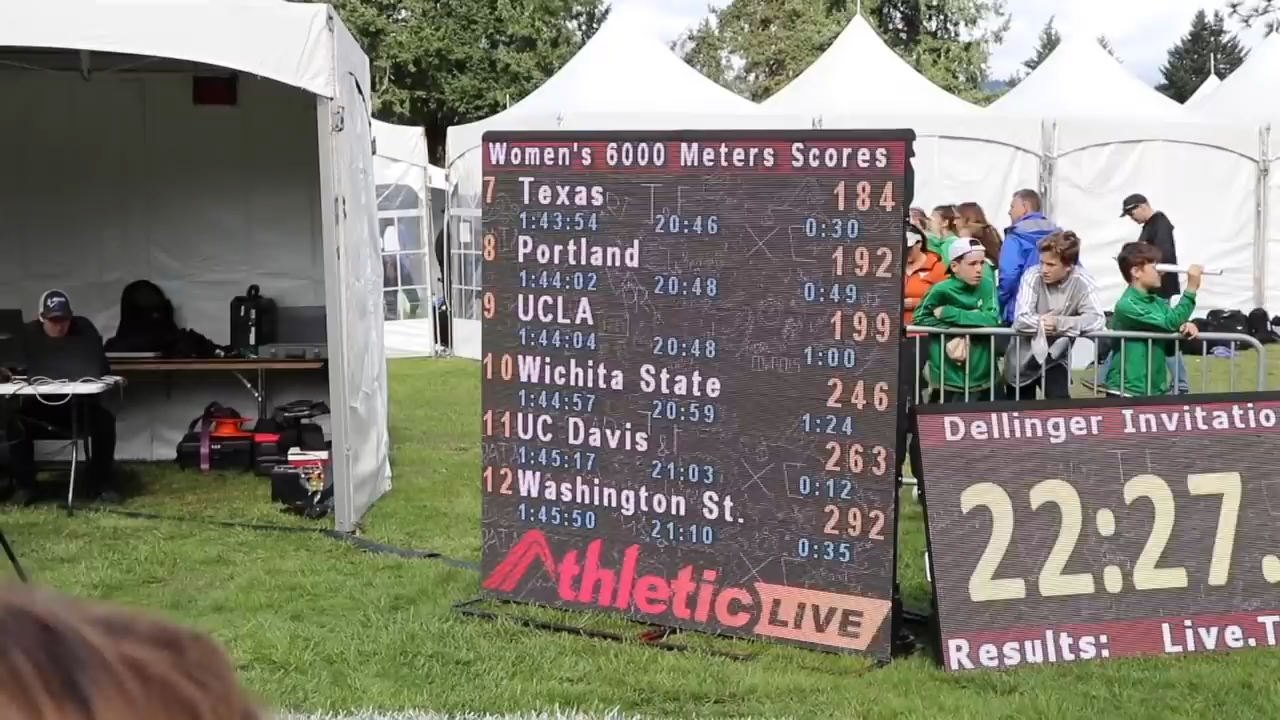 Women's 6000 Meters Scores
7 Texas 184
1:43:54 20:46 0:30
8 Portland 192
1:44:02 20:48 0:49
9 UCLA 199
1:44:04 20:48 1:00
10 Wichita State 246
1:44:57 20:59 1:24
11 UC Davis 263
1:45:17 21:03 0:12
12 Washington St. 292
1:45:50 21:10 0:35
Athletic LIVE
Dellinger Invitatio
22:27.
Results: Live.T